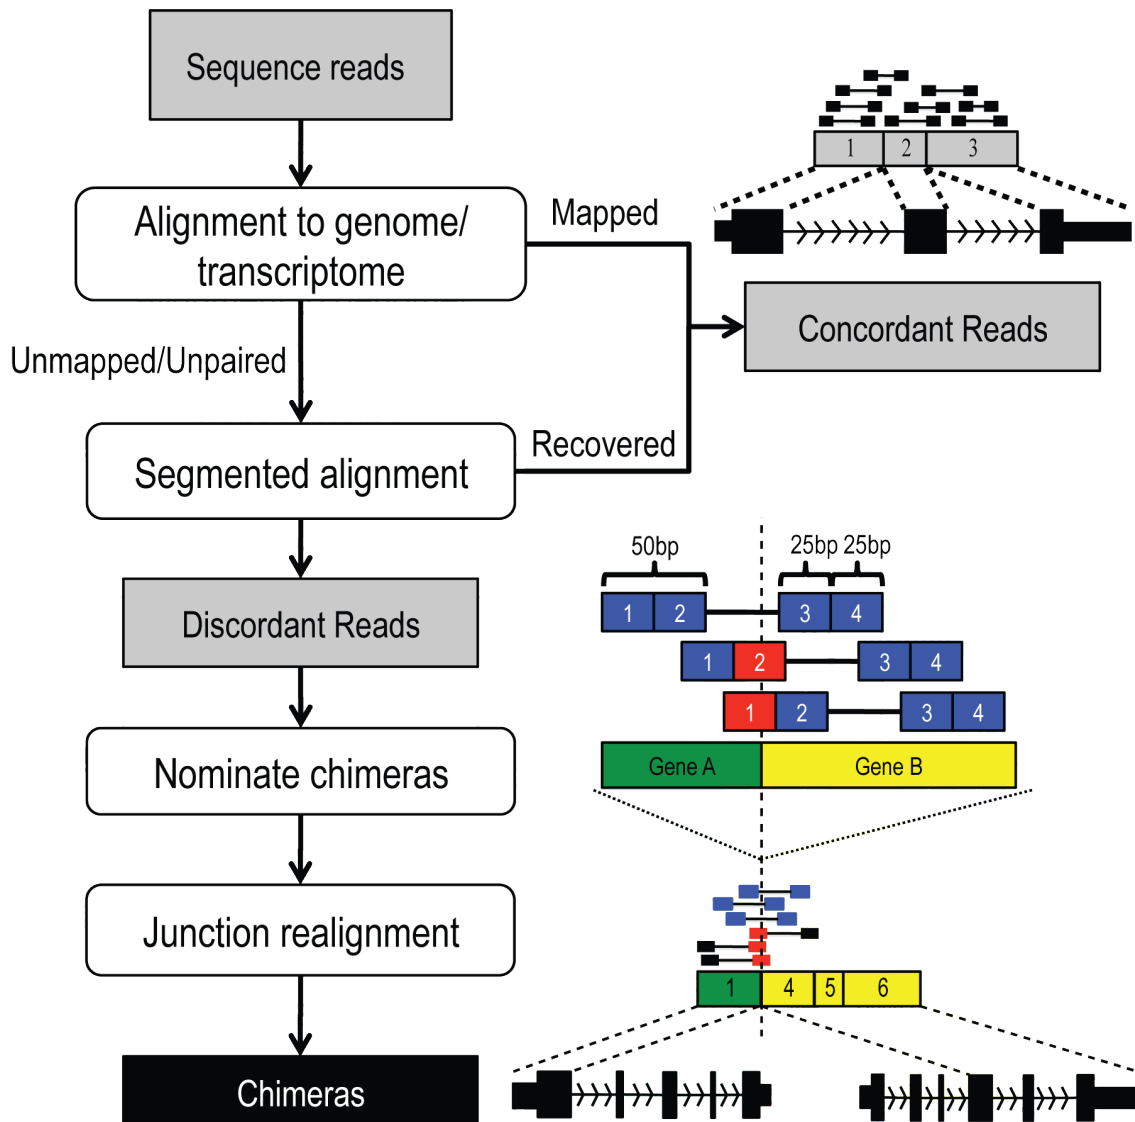 Sequence reads
Alignment to genome/
transcriptome
Mapped
Unmapped/Unpaired
Segmented alignment
Recovered
Discordant Reads
Nominate chimeras
Junction realignment
Chimeras
1 2 3
Concordant Reads
50bp 25bp 25bp
1 2 3 4
1 2 3 4
1 2 3 4
Gene A Gene B
1 4 5 6